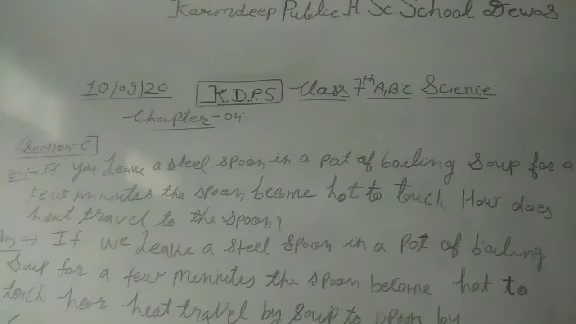 Karmdeep Public H Sc School Dewas
10/09/20 K.D.P.S Class 7th A,B,C Science
Chapter-04
Section-C
If you leave a steel spoon in a pot of boiling soup for a
few miniutes the spoon become hot to touch How does
heat travel to the spoon?
Ans → If we leave a steel spoon in a pot of boiling
Soup for a few meniutes the spoon become hot to
touch hear heat travel by soup to spoon by